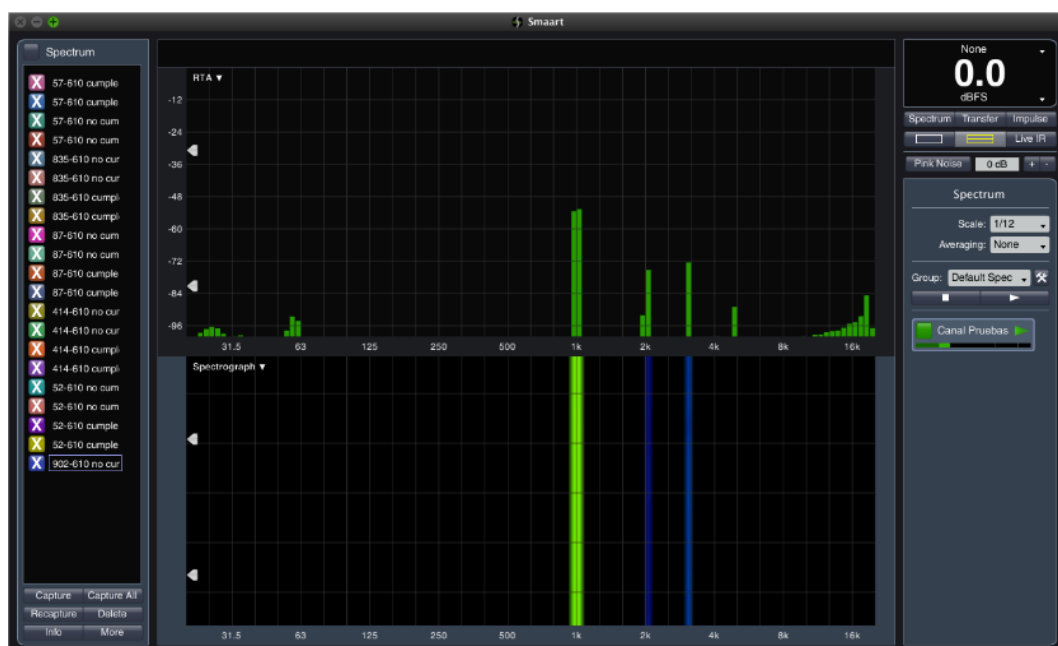 Smaart
Spectrum
57-610 cumple
57-610 cumple
57-610 no cum
57-610 no cum
835-610 no cur
835-610 no cur
835-610 cumpl
835-610 cumpl
87-610 no cum
87-610 no cum
87-610 cumple
87-610 cumple
414-610 no cur
414-610 no cur
414-610 cumpl
414-610 cumpl
52-610 no cum
52-610 no cum
52-610 cumple
52-610 cumple
902-610 no cur
Capture Capture All
Recapture Delete
Info More
RTA
-12
-24
-36
-48
-60
-72
-84
-96
31.5 63 125 250 500 1k 2k 4k 8k 16k
Spectrograph
31.5 63 125 250 500 1k 2k 4k 8k 16k
None
0.0
dBFS
Spectrum Transfer Impulse
Live IR
Pink Noise 0 dB + -
Spectrum
Scale: 1/12
Averaging: None
Group: Default Spec
Canal Pruebas